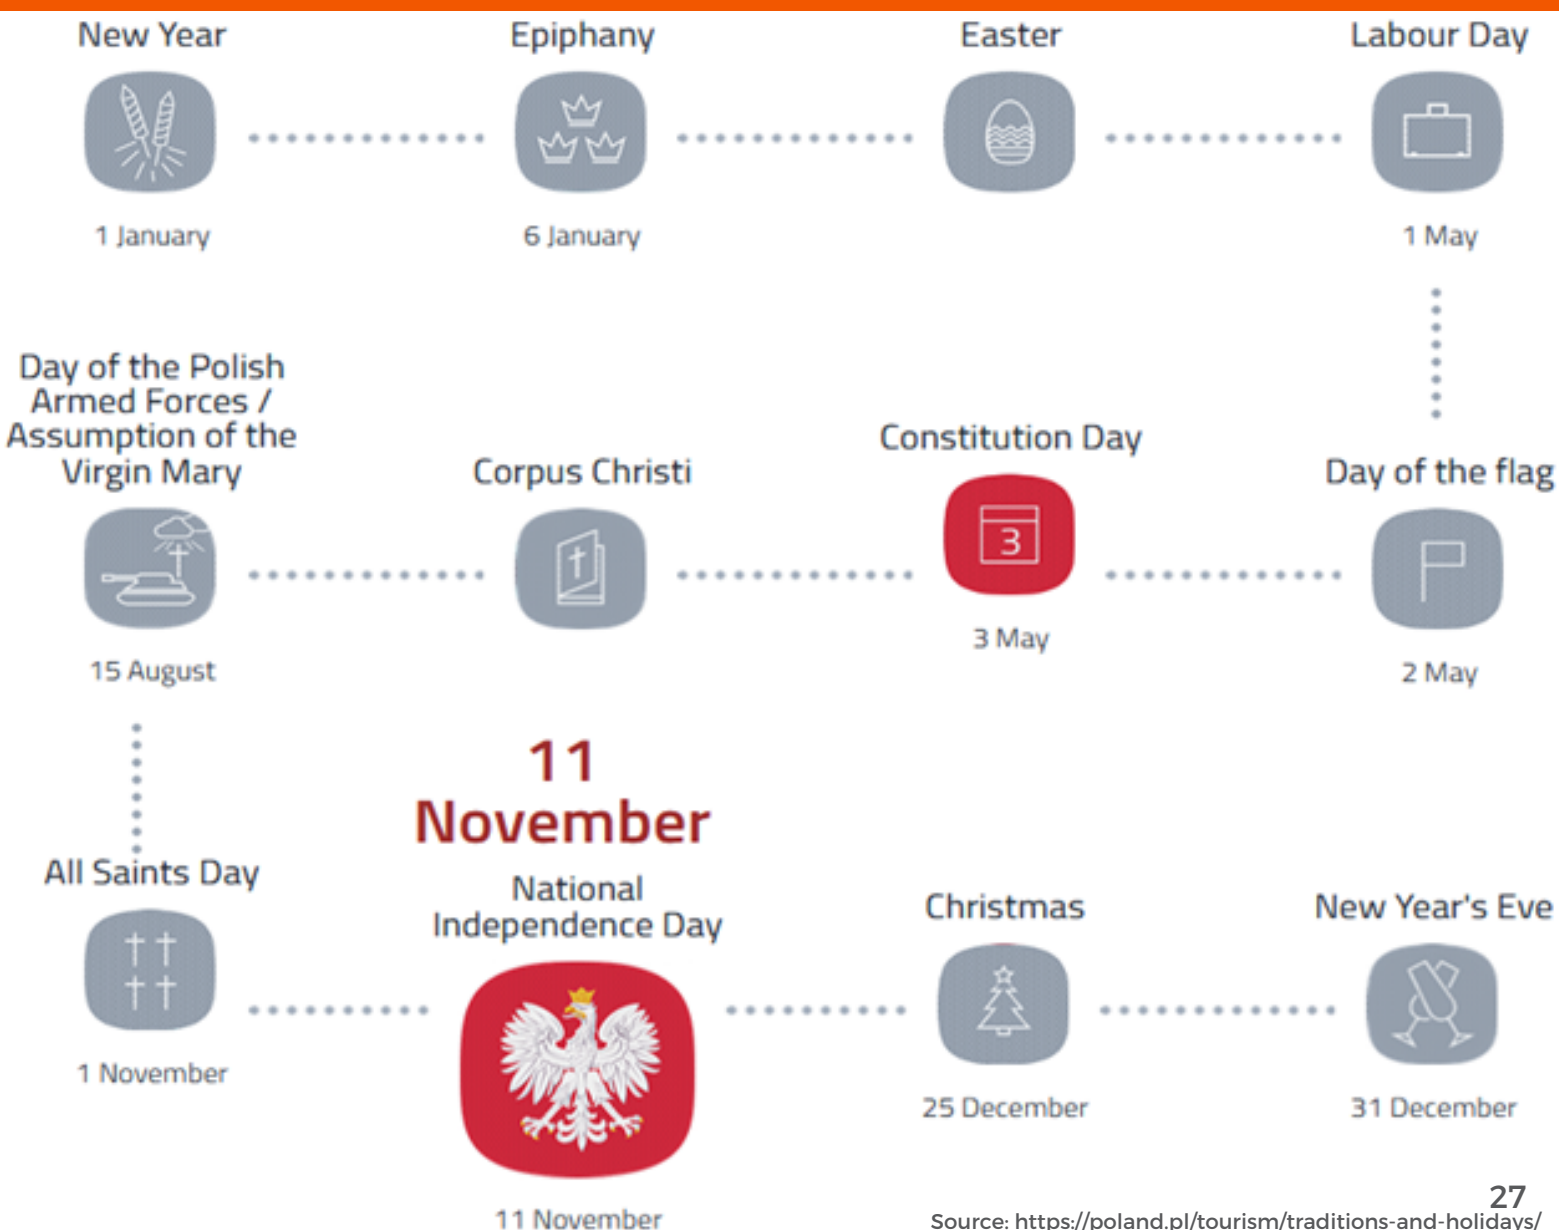 New Year
Epiphany
Easter
Labour Day
1 January
6 January
1 May
Day of the Polish
Armed Forces /
Assumption of the
Virgin Mary
Corpus Christi
Constitution Day
Day of the flag
3
15 August
3 May
2 May
11
November
All Saints Day
National
Independence Day
Christmas
New Year's Eve
1 November
11 November
25 December
31 December
27
Source: https://poland.pl/tourism/traditions-and-holidays/